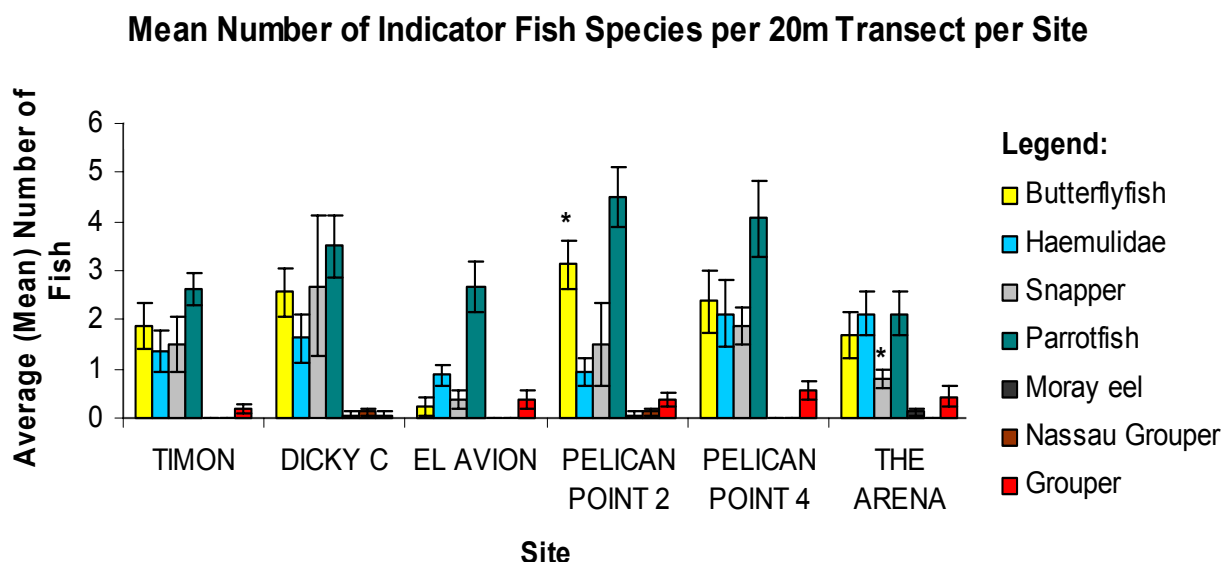 Mean Number of Indicator Fish Species per 20m Transect per Site
Average (Mean) Number of
Fish
6
5
4
3
2
1
0
*
*
TIMON
DICKY C
EL AVION
PELICAN
POINT 2
PELICAN
POINT 4
THE
ARENA
Site
Legend:
Butterflyfish
Haemulidae
Snapper
Parrotfish
Moray eel
Nassau Grouper
Grouper